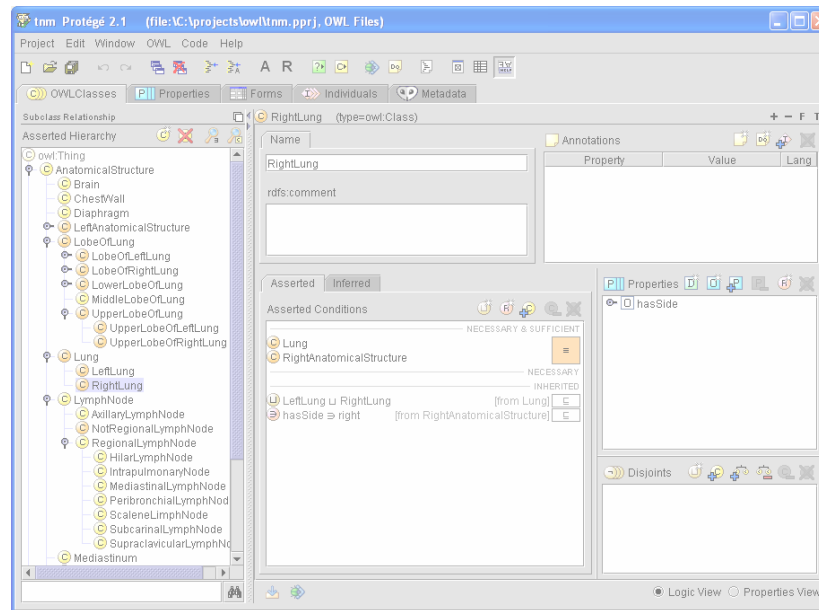 tnm Protégé 2.1 (file:\C:\projects\owl\tnm.pprj, OWL Files)
Project Edit Window OWL Code Help
OWLClasses Properties Forms Individuals Metadata
Subclass Relationship
Asserted Hierarchy
owl:Thing
AnatomicalStructure
Brain
ChestWall
Diaphragm
LeftAnatomicalStructure
LobeOfLung
LobeOfLeftLung
LobeOfRightLung
LowerLobeOfLung
MiddleLobeOfLung
UpperLobeOfLung
UpperLobeOfLeftLung
UpperLobeOfRightLung
Lung
LeftLung
RightLung
LymphNode
AxillaryLymphNode
NotRegionalLymphNode
RegionalLymphNode
HilarLymphNode
IntrapulmonaryNode
MediastinalLymphNode
PeribronchialLymphNod
ScaleneLimphNode
SubcarinalLymphNode
SupraclavicularLymphNo
Mediastinum
RightLung (type=owl:Class)
+ − F T
Name
RightLung
rdfs:comment
Annotations
Property Value Lang
Asserted Inferred
Asserted Conditions
NECESSARY & SUFFICIENT
Lung
RightAnatomicalStructure
≡
NECESSARY
INHERITED
LeftLung ⊔ RightLung [from Lung] ⊑
hasSide ∋ right [from RightAnatomicalStructure] ⊑
Properties
hasSide
Disjoints
Logic View Properties View